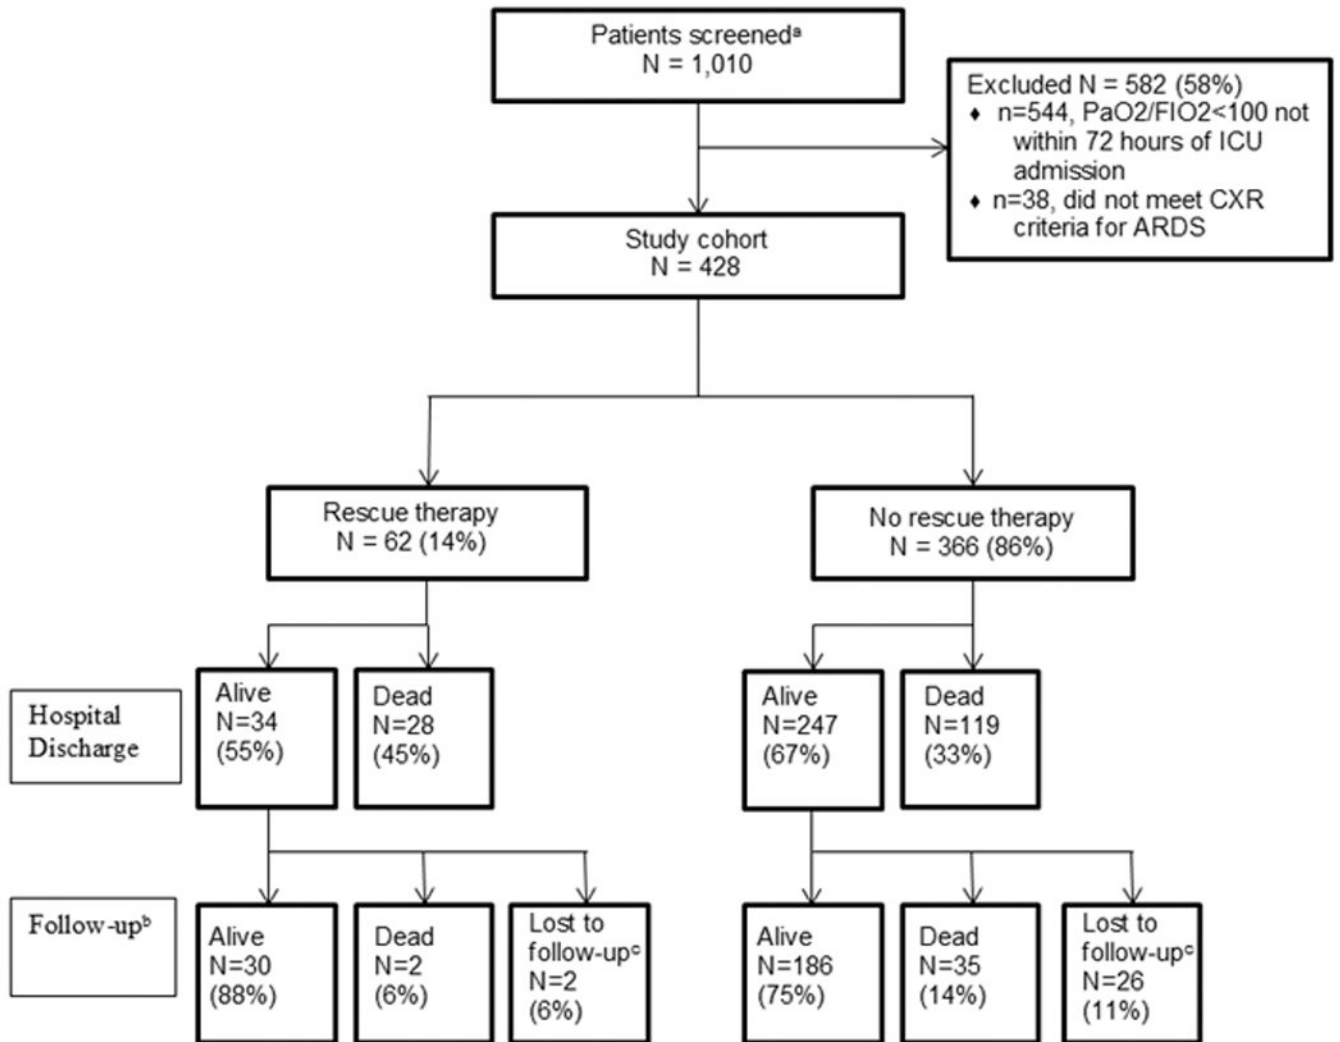 Patients screenedᵃ
N = 1,010
Excluded N = 582 (58%)
♦ n=544, PaO2/FIO2<100 not
within 72 hours of ICU
admission
♦ n=38, did not meet CXR
criteria for ARDS
Study cohort
N = 428
Rescue therapy
N = 62 (14%)
No rescue therapy
N = 366 (86%)
Hospital
Discharge
Alive
N=34
(55%)
Dead
N=28
(45%)
Alive
N=247
(67%)
Dead
N=119
(33%)
Follow-upᵇ
Alive
N=30
(88%)
Dead
N=2
(6%)
Lost to
follow-upᶜ
N=2
(6%)
Alive
N=186
(75%)
Dead
N=35
(14%)
Lost to
follow-upᶜ
N=26
(11%)